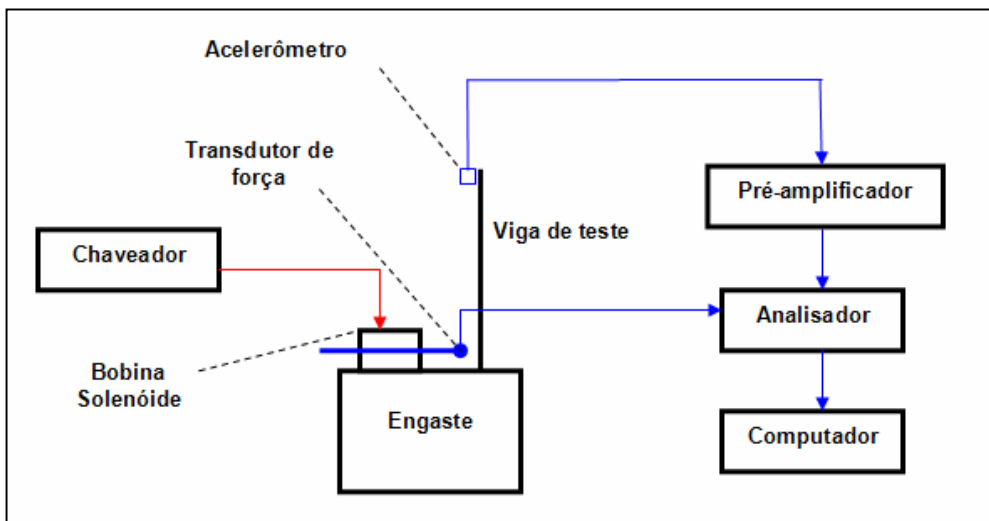 Acelerômetro
Transdutor de
força
Pré-amplificador
Viga de teste
Chaveador
Analisador
Bobina
Solenóide
Engaste
Computador